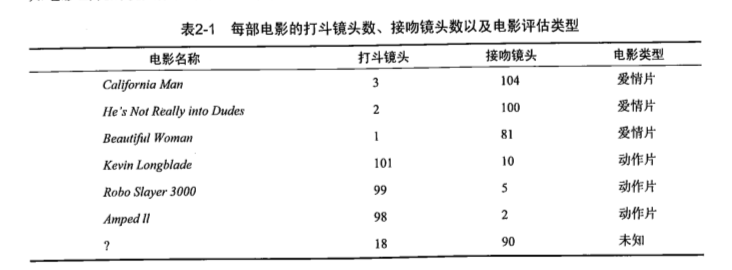 表2-1 每部电影的打斗镜头数、接吻镜头数以及电影评估类型
电影名称 打斗镜头 接吻镜头 电影类型
California Man 3 104 爱情片
He's Not Really into Dudes 2 100 爱情片
Beautiful Woman 1 81 爱情片
Kevin Longblade 101 10 动作片
Robo Slayer 3000 99 5 动作片
Amped II 98 2 动作片
? 18 90 未知